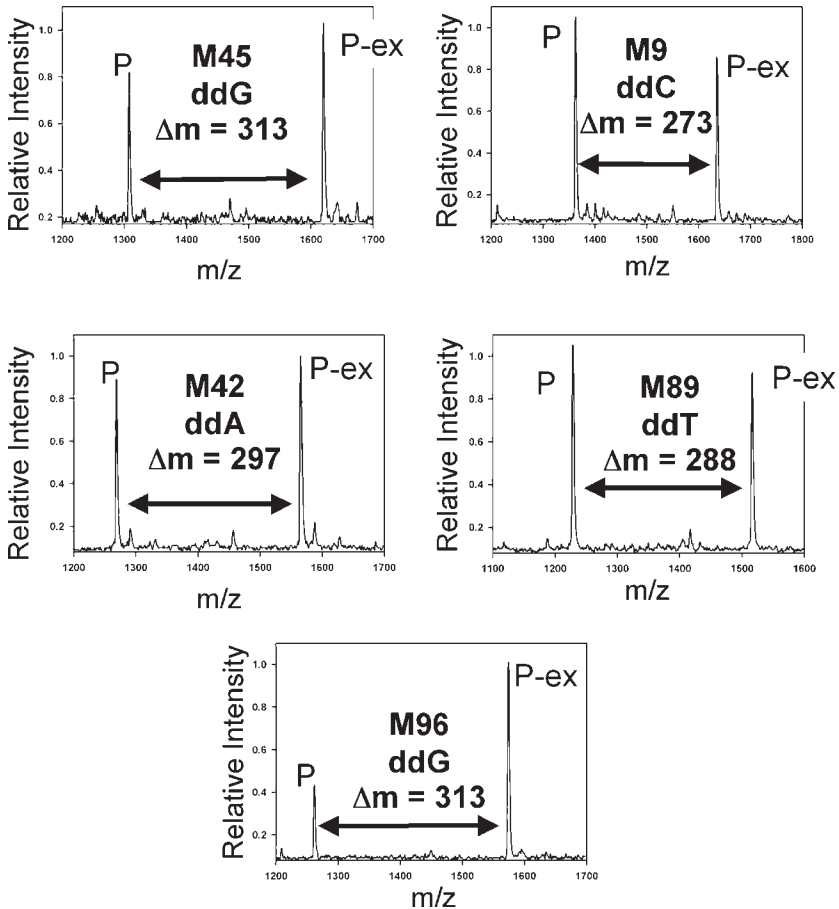 Relative Intensity
1.0
0.8
0.6
0.4
0.2
P
M45
ddG
Δm = 313
P-ex
1200 1300 1400 1500 1600 1700
m/z
Relative Intensity
1.0
0.8
0.6
0.4
0.2
P
M9
ddC
Δm = 273
P-ex
1200 1300 1400 1500 1600 1700 1800
m/z
Relative Intensity
1.0
0.8
0.6
0.4
0.2
P
M42
ddA
Δm = 297
P-ex
1200 1300 1400 1500 1600 1700
m/z
Relative Intensity
1.0
0.8
0.6
0.4
0.2
P
M89
ddT
Δm = 288
P-ex
1100 1200 1300 1400 1500 1600
m/z
Relative Intensity
1.0
0.8
0.6
0.4
0.2
P
M96
ddG
Δm = 313
P-ex
1200 1300 1400 1500 1600 1700
m/z